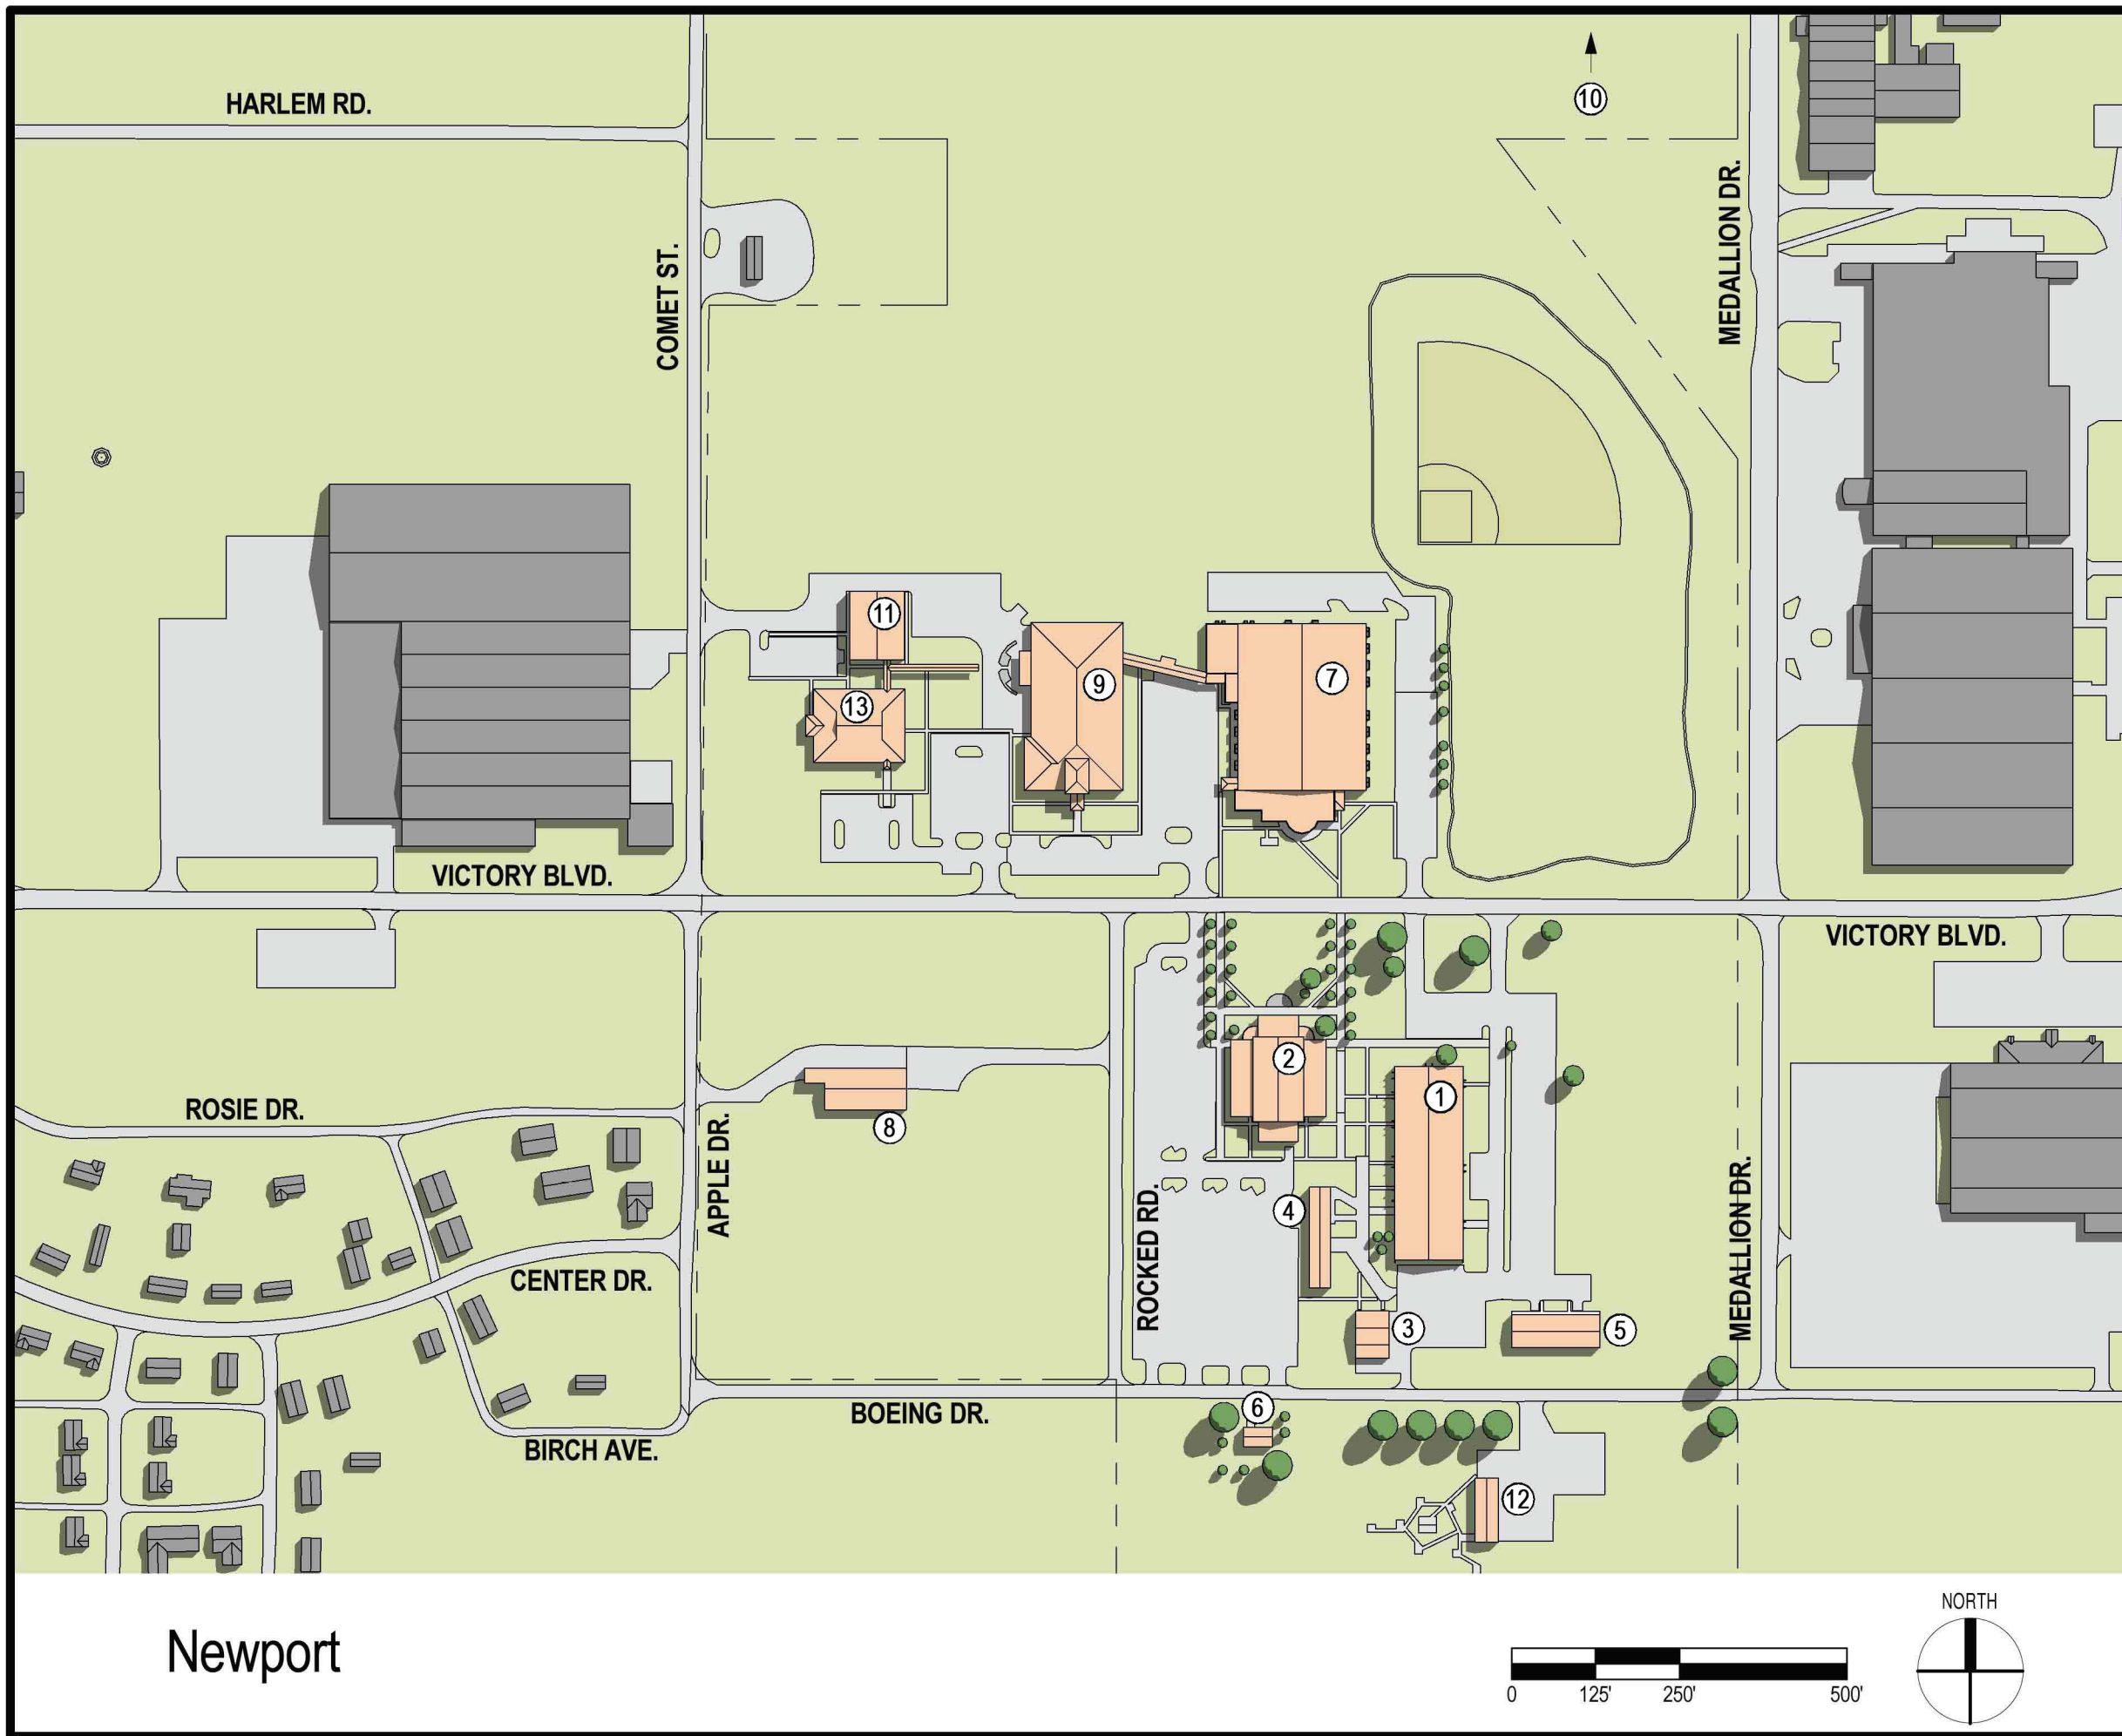 HARLEM RD.
10
MEDALLION DR.
COMET ST.
11
9
7
13
VICTORY BLVD.
VICTORY BLVD.
2
1
ROSIE DR.
8
APPLE DR.
4
ROCKED RD.
MEDALLION DR.
CENTER DR.
3
5
BOEING DR.
6
BIRCH AVE.
12
Newport
NORTH
0 125' 250' 500'